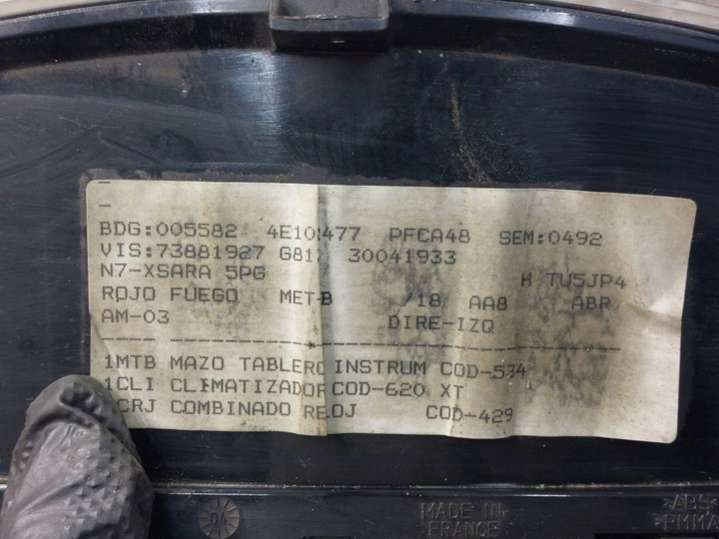 BDG:005582 4E10477 PFCA48 SEM:0492
VIS:73881927 G81 30041933
N7-XSARA 5PG H TU5JP4
ROJO FUEGO MET-B /18 AA8 ABR
AM-03 DIRE-IZQ
1MTB MAZO TABLERO INSTRUM COD-534
1CLI CLIMATIZADOR COD-620 XT
CRJ COMBINADO RELOJ COD-429
MADE IN
FRANCE
ABS
PMMA